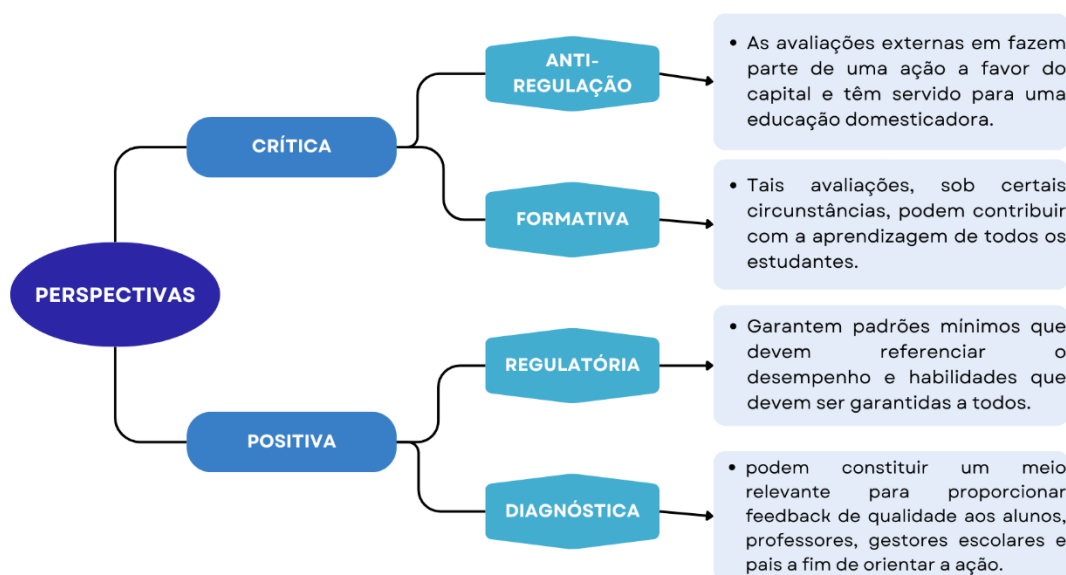 PERSPECTIVAS
CRÍTICA
ANTI-
REGULAÇÃO
• As avaliações externas em fazem
parte de uma ação a favor do
capital e têm servido para uma
educação domesticadora.
FORMATIVA
• Tais avaliações, sob certais
circunstâncias, podem contribuir
com a aprendizagem de todos os
estudantes.
POSITIVA
REGULATÓRIA
• Garantem padrões mínimos que
devem referenciar o
desempenho e habilidades que
devem ser garantidas a todos.
DIAGNÓSTICA
• podem constituir um meio
relevante para proporcionar
feedback de qualidade aos alunos,
professores, gestores escolares e
pais a fim de orientar a ação.